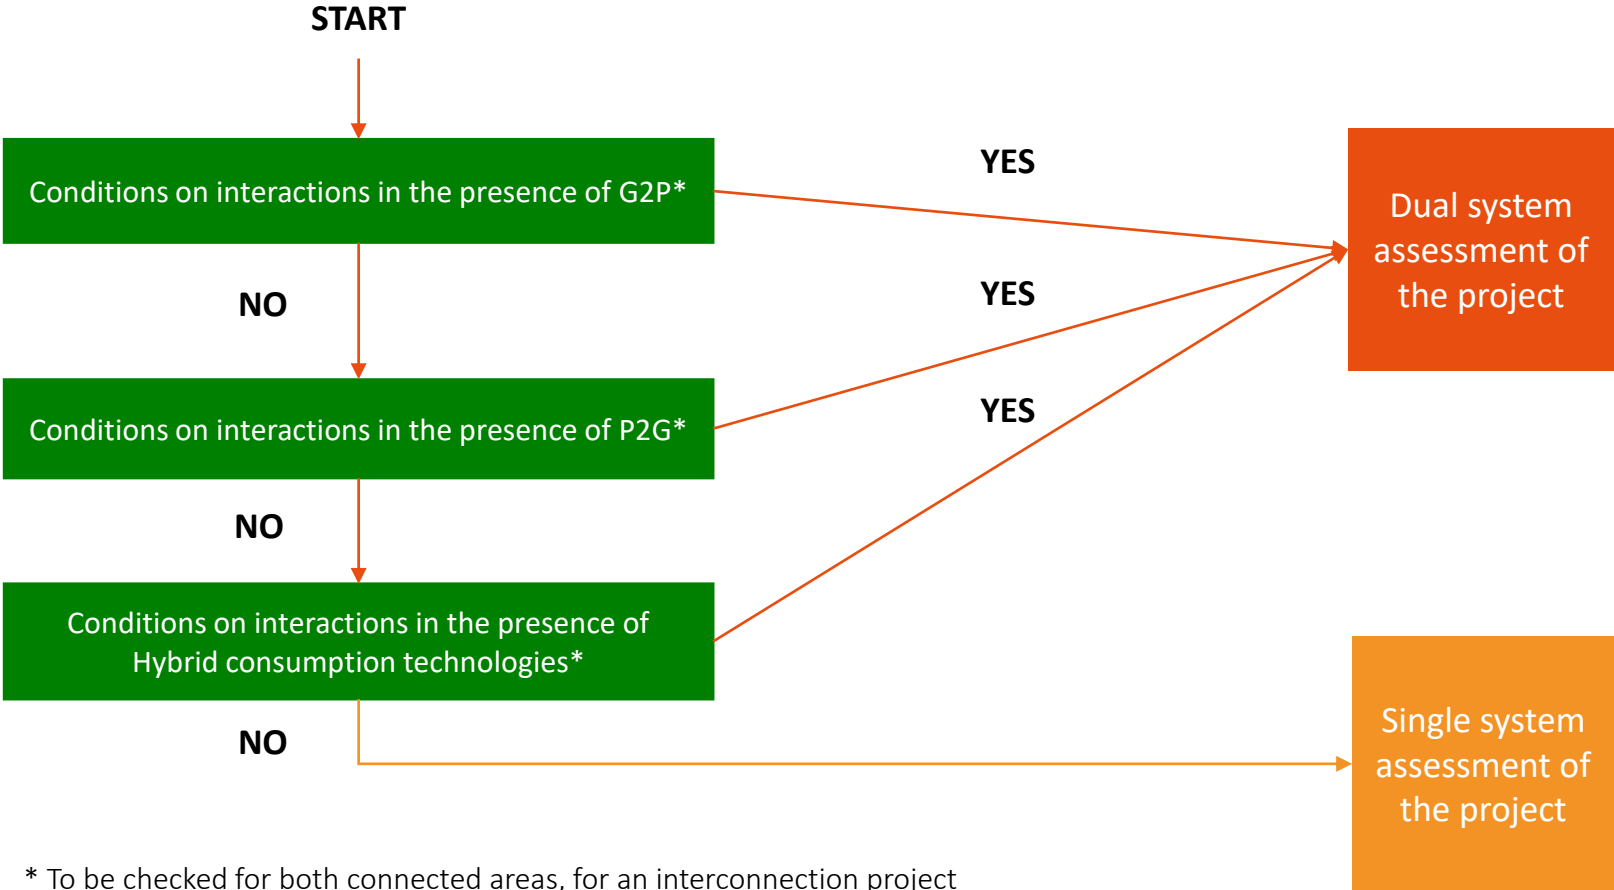 START
Conditions on interactions in the presence of G2P*
YES
Dual system
assessment of
the project
NO
YES
Conditions on interactions in the presence of P2G*
YES
NO
Conditions on interactions in the presence of
Hybrid consumption technologies*
NO
Single system
assessment of
the project
* To be checked for both connected areas, for an interconnection project